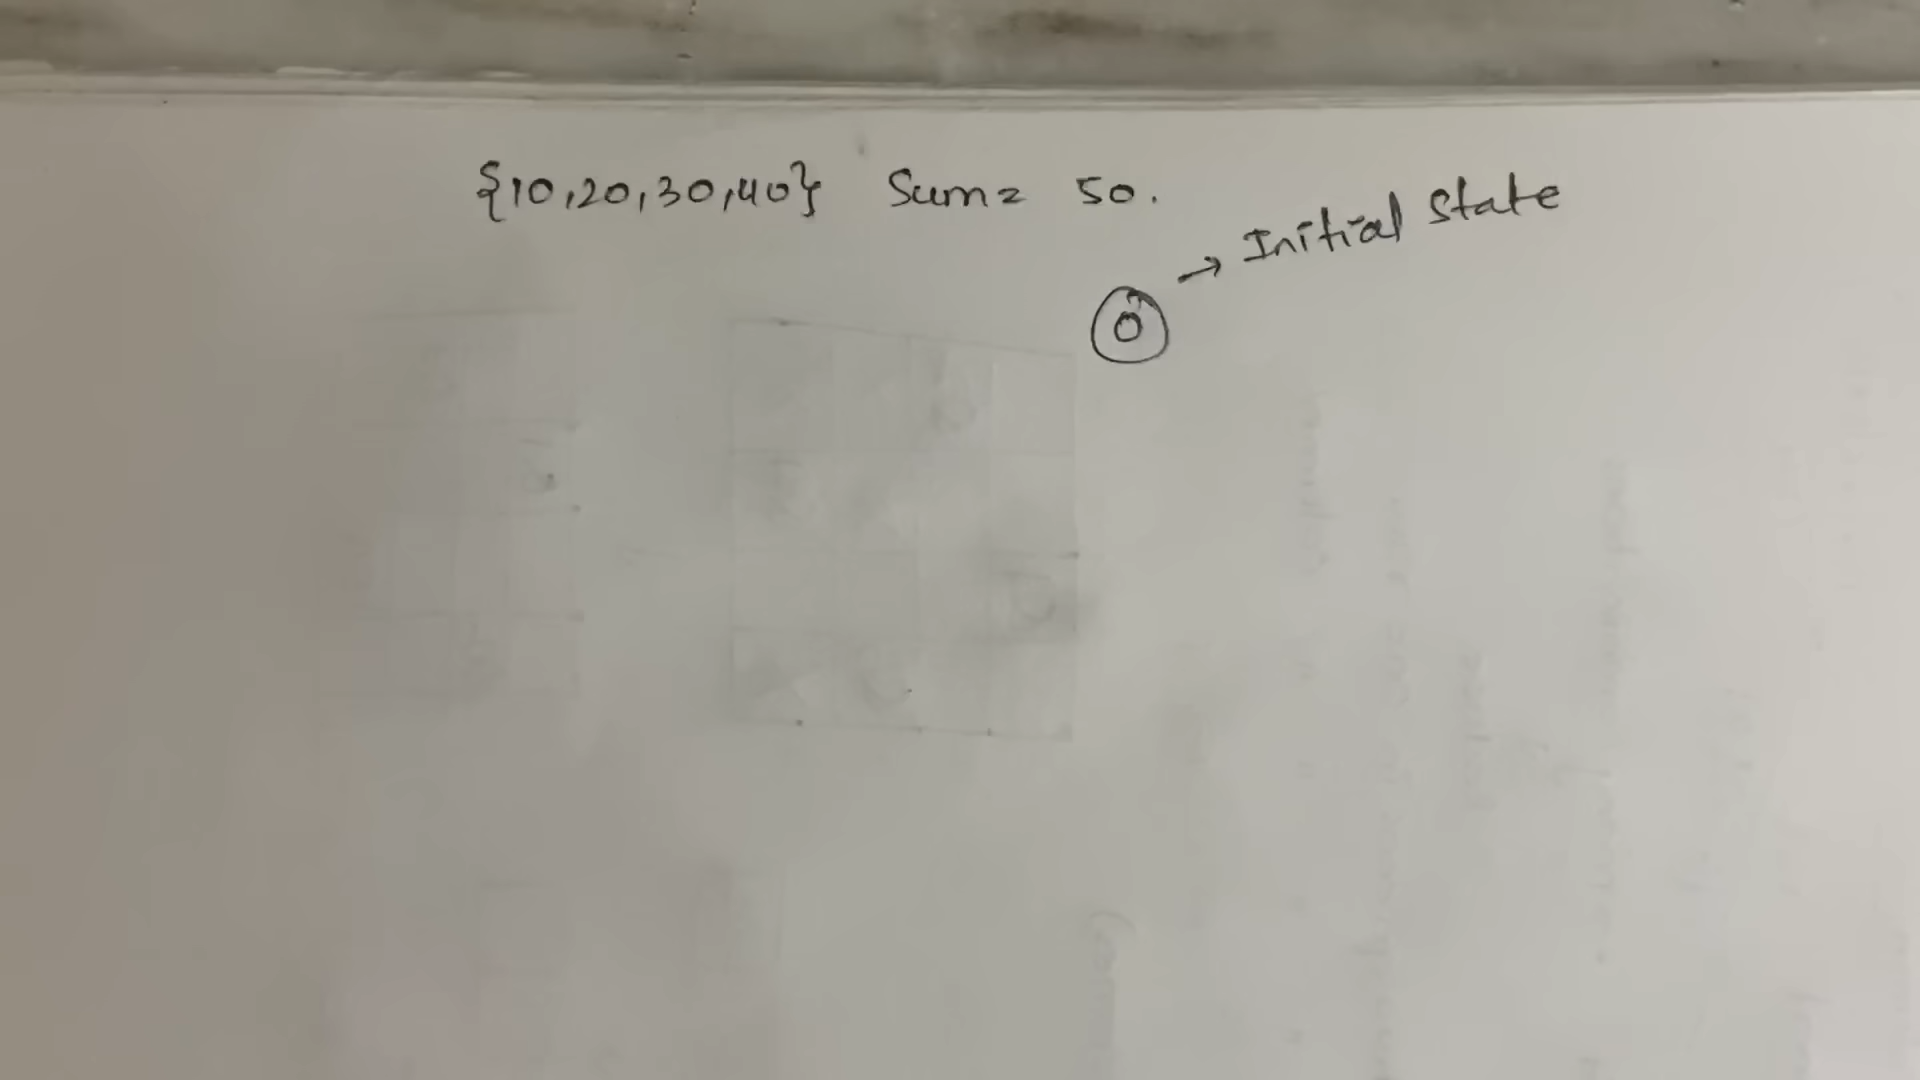 {10,20,30,40} Sum = 50.
→ Initial State
0